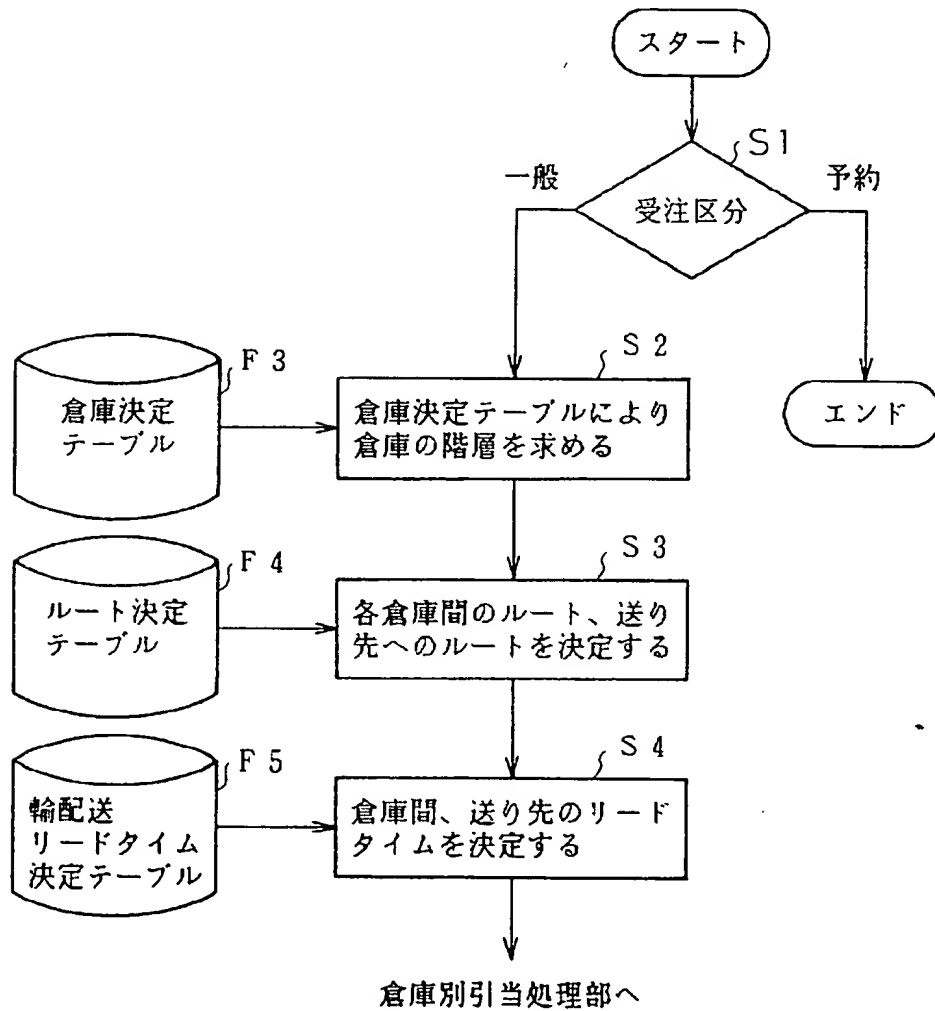 スタート
S1
一般
予約
受注区分
F3
S2
倉庫決定
テーブル
倉庫決定テーブルにより
倉庫の階層を求める
エンド
F4
S3
ルート決定
テーブル
各倉庫間のルート、送り
先へのルートを決定する
F5
S4
輸配送
リードタイム
決定テーブル
倉庫間、送り先のリード
タイムを決定する
倉庫別引当処理部へ